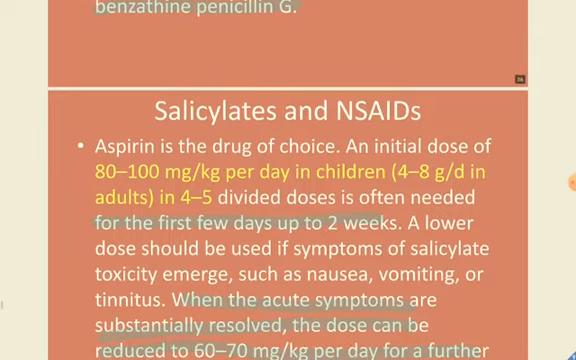 benzathine penicillin G.
Salicylates and NSAIDs
• Aspirin is the drug of choice. An initial dose of
80–100 mg/kg per day in children (4–8 g/d in
adults) in 4–5 divided doses is often needed
for the first few days up to 2 weeks. A lower
dose should be used if symptoms of salicylate
toxicity emerge, such as nausea, vomiting, or
tinnitus. When the acute symptoms are
substantially resolved, the dose can be
reduced to 60–70 mg/kg per day for a further